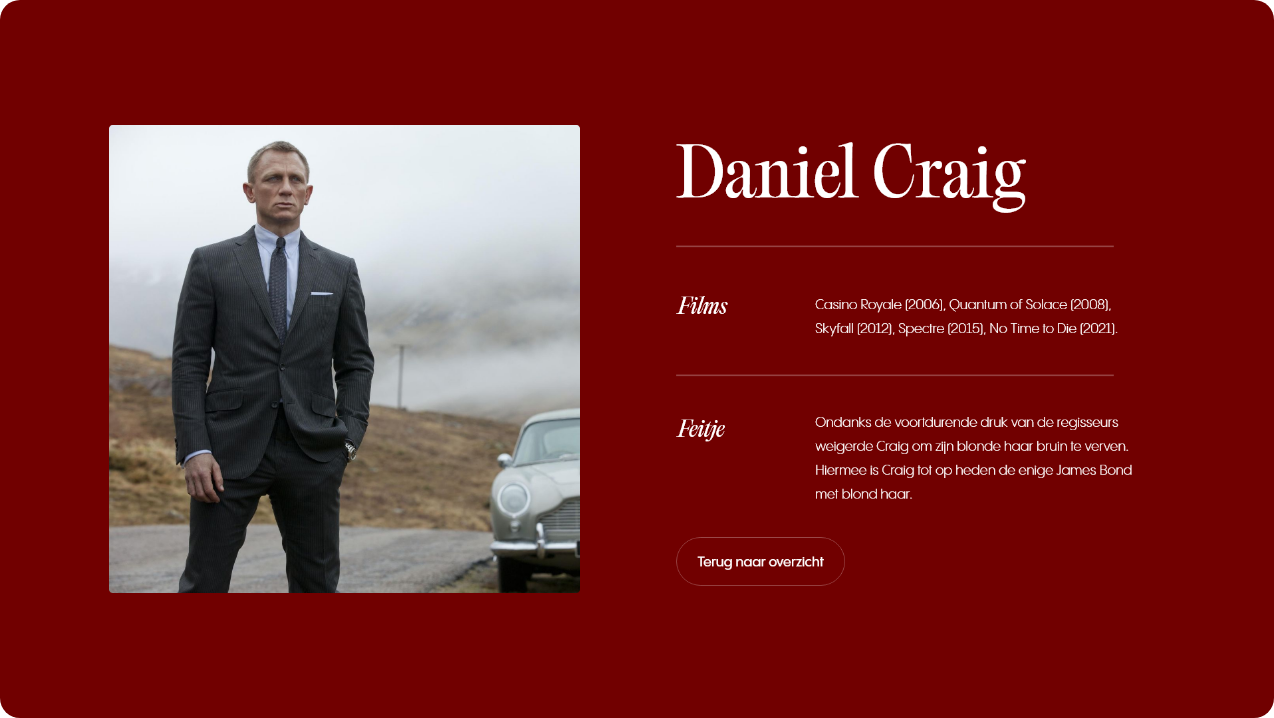 Daniel Craig
Films
Casino Royale (2006), Quantum of Solace (2008),
Skyfall (2012), Spectre (2015), No Time to Die (2021).
Feitje
Ondanks de voortdurende druk van de regisseurs
weigerde Craig om zijn blonde haar bruin te verven.
Hiermee is Craig tot op heden de enige James Bond
met blond haar.
Terug naar overzicht